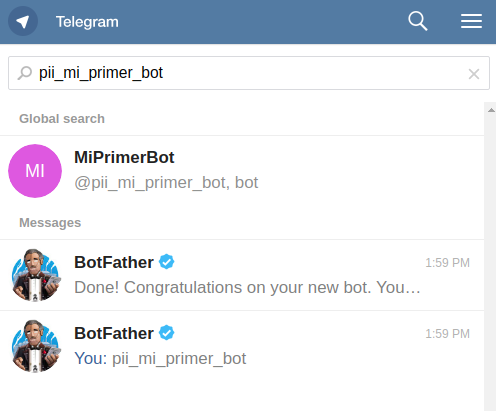 Telegram
pii_mi_primer_bot
Global search
MI
MiPrimerBot
@pii_mi_primer_bot, bot
Messages
BotFather
1:59 PM
Done! Congratulations on your new bot. You…
BotFather
1:59 PM
You: pii_mi_primer_bot